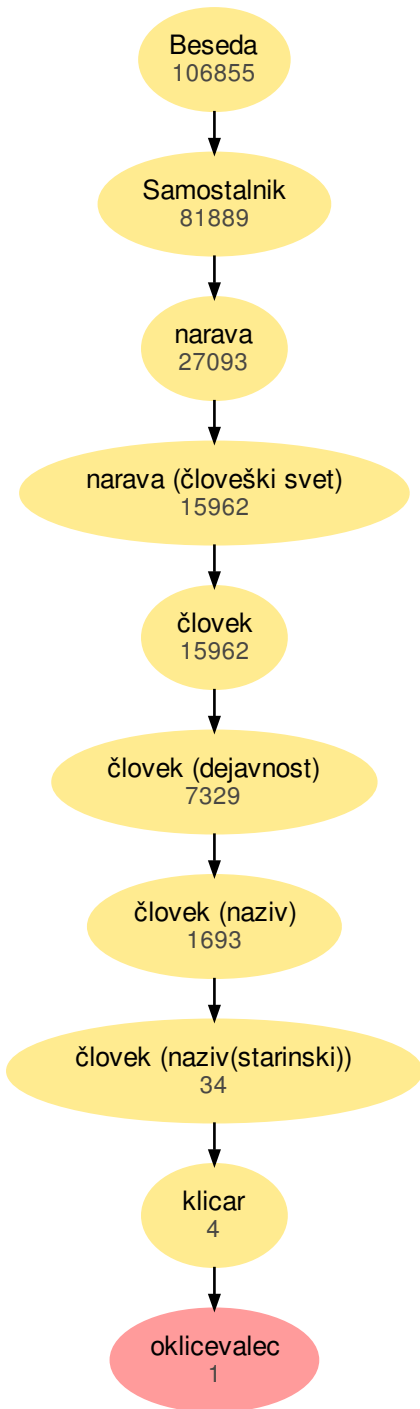 Beseda
106855
Samostalnik
81889
narava
27093
narava (človeški svet)
15962
človek
15962
človek (dejavnost)
7329
človek (naziv)
1693
človek (naziv(starinski))
34
klicar
4
oklicevalec
1